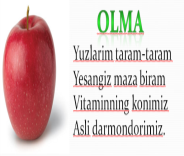 OLMA
Yuzlarim taram-taram
Yesangiz maza biram
Vitaminning konimiz
Asli darmondorimiz.